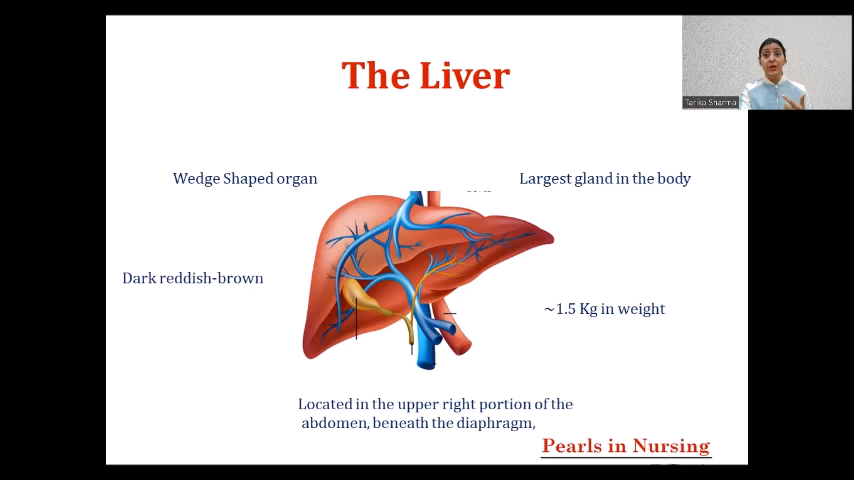 The Liver
Tarika Sharma
Wedge Shaped organ
Largest gland in the body
Dark reddish-brown
~1.5 Kg in weight
Located in the upper right portion of the
abdomen, beneath the diaphragm,
Pearls in Nursing